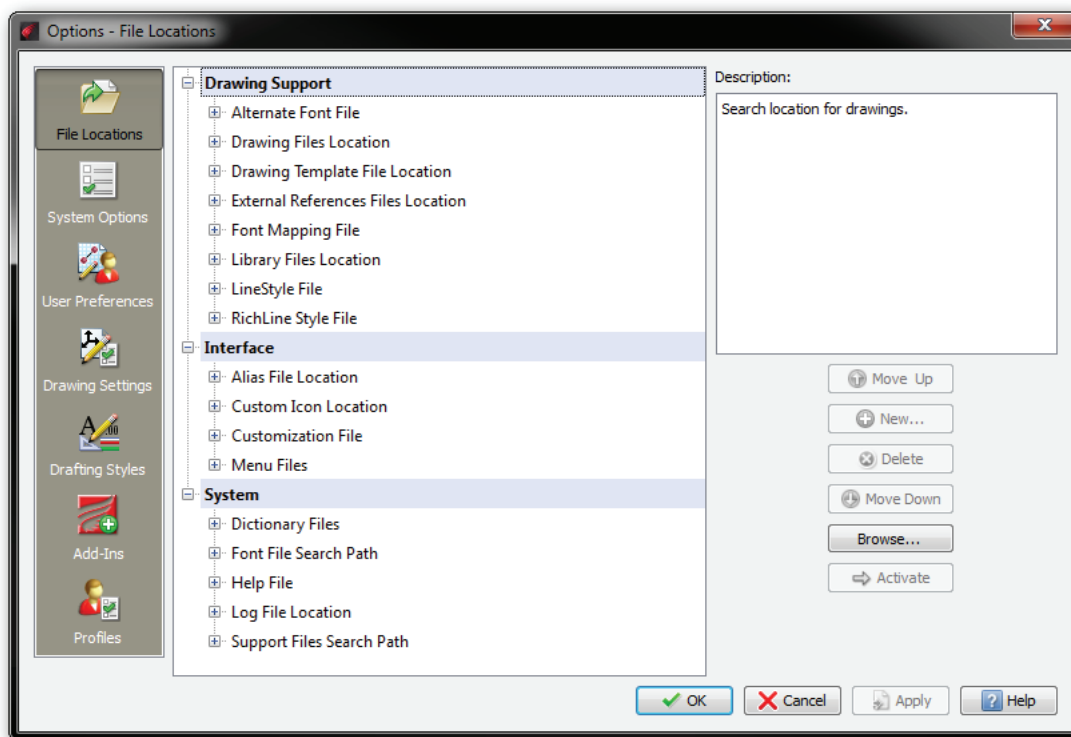 Options - File Locations
File Locations
System Options
User Preferences
Drawing Settings
Drafting Styles
Add-Ins
Profiles
Drawing Support
Alternate Font File
Drawing Files Location
Drawing Template File Location
External References Files Location
Font Mapping File
Library Files Location
LineStyle File
RichLine Style File
Interface
Alias File Location
Custom Icon Location
Customization File
Menu Files
System
Dictionary Files
Font File Search Path
Help File
Log File Location
Support Files Search Path
Description:
Search location for drawings.
Move Up
New...
Delete
Move Down
Browse...
Activate
OK
Cancel
Apply
Help